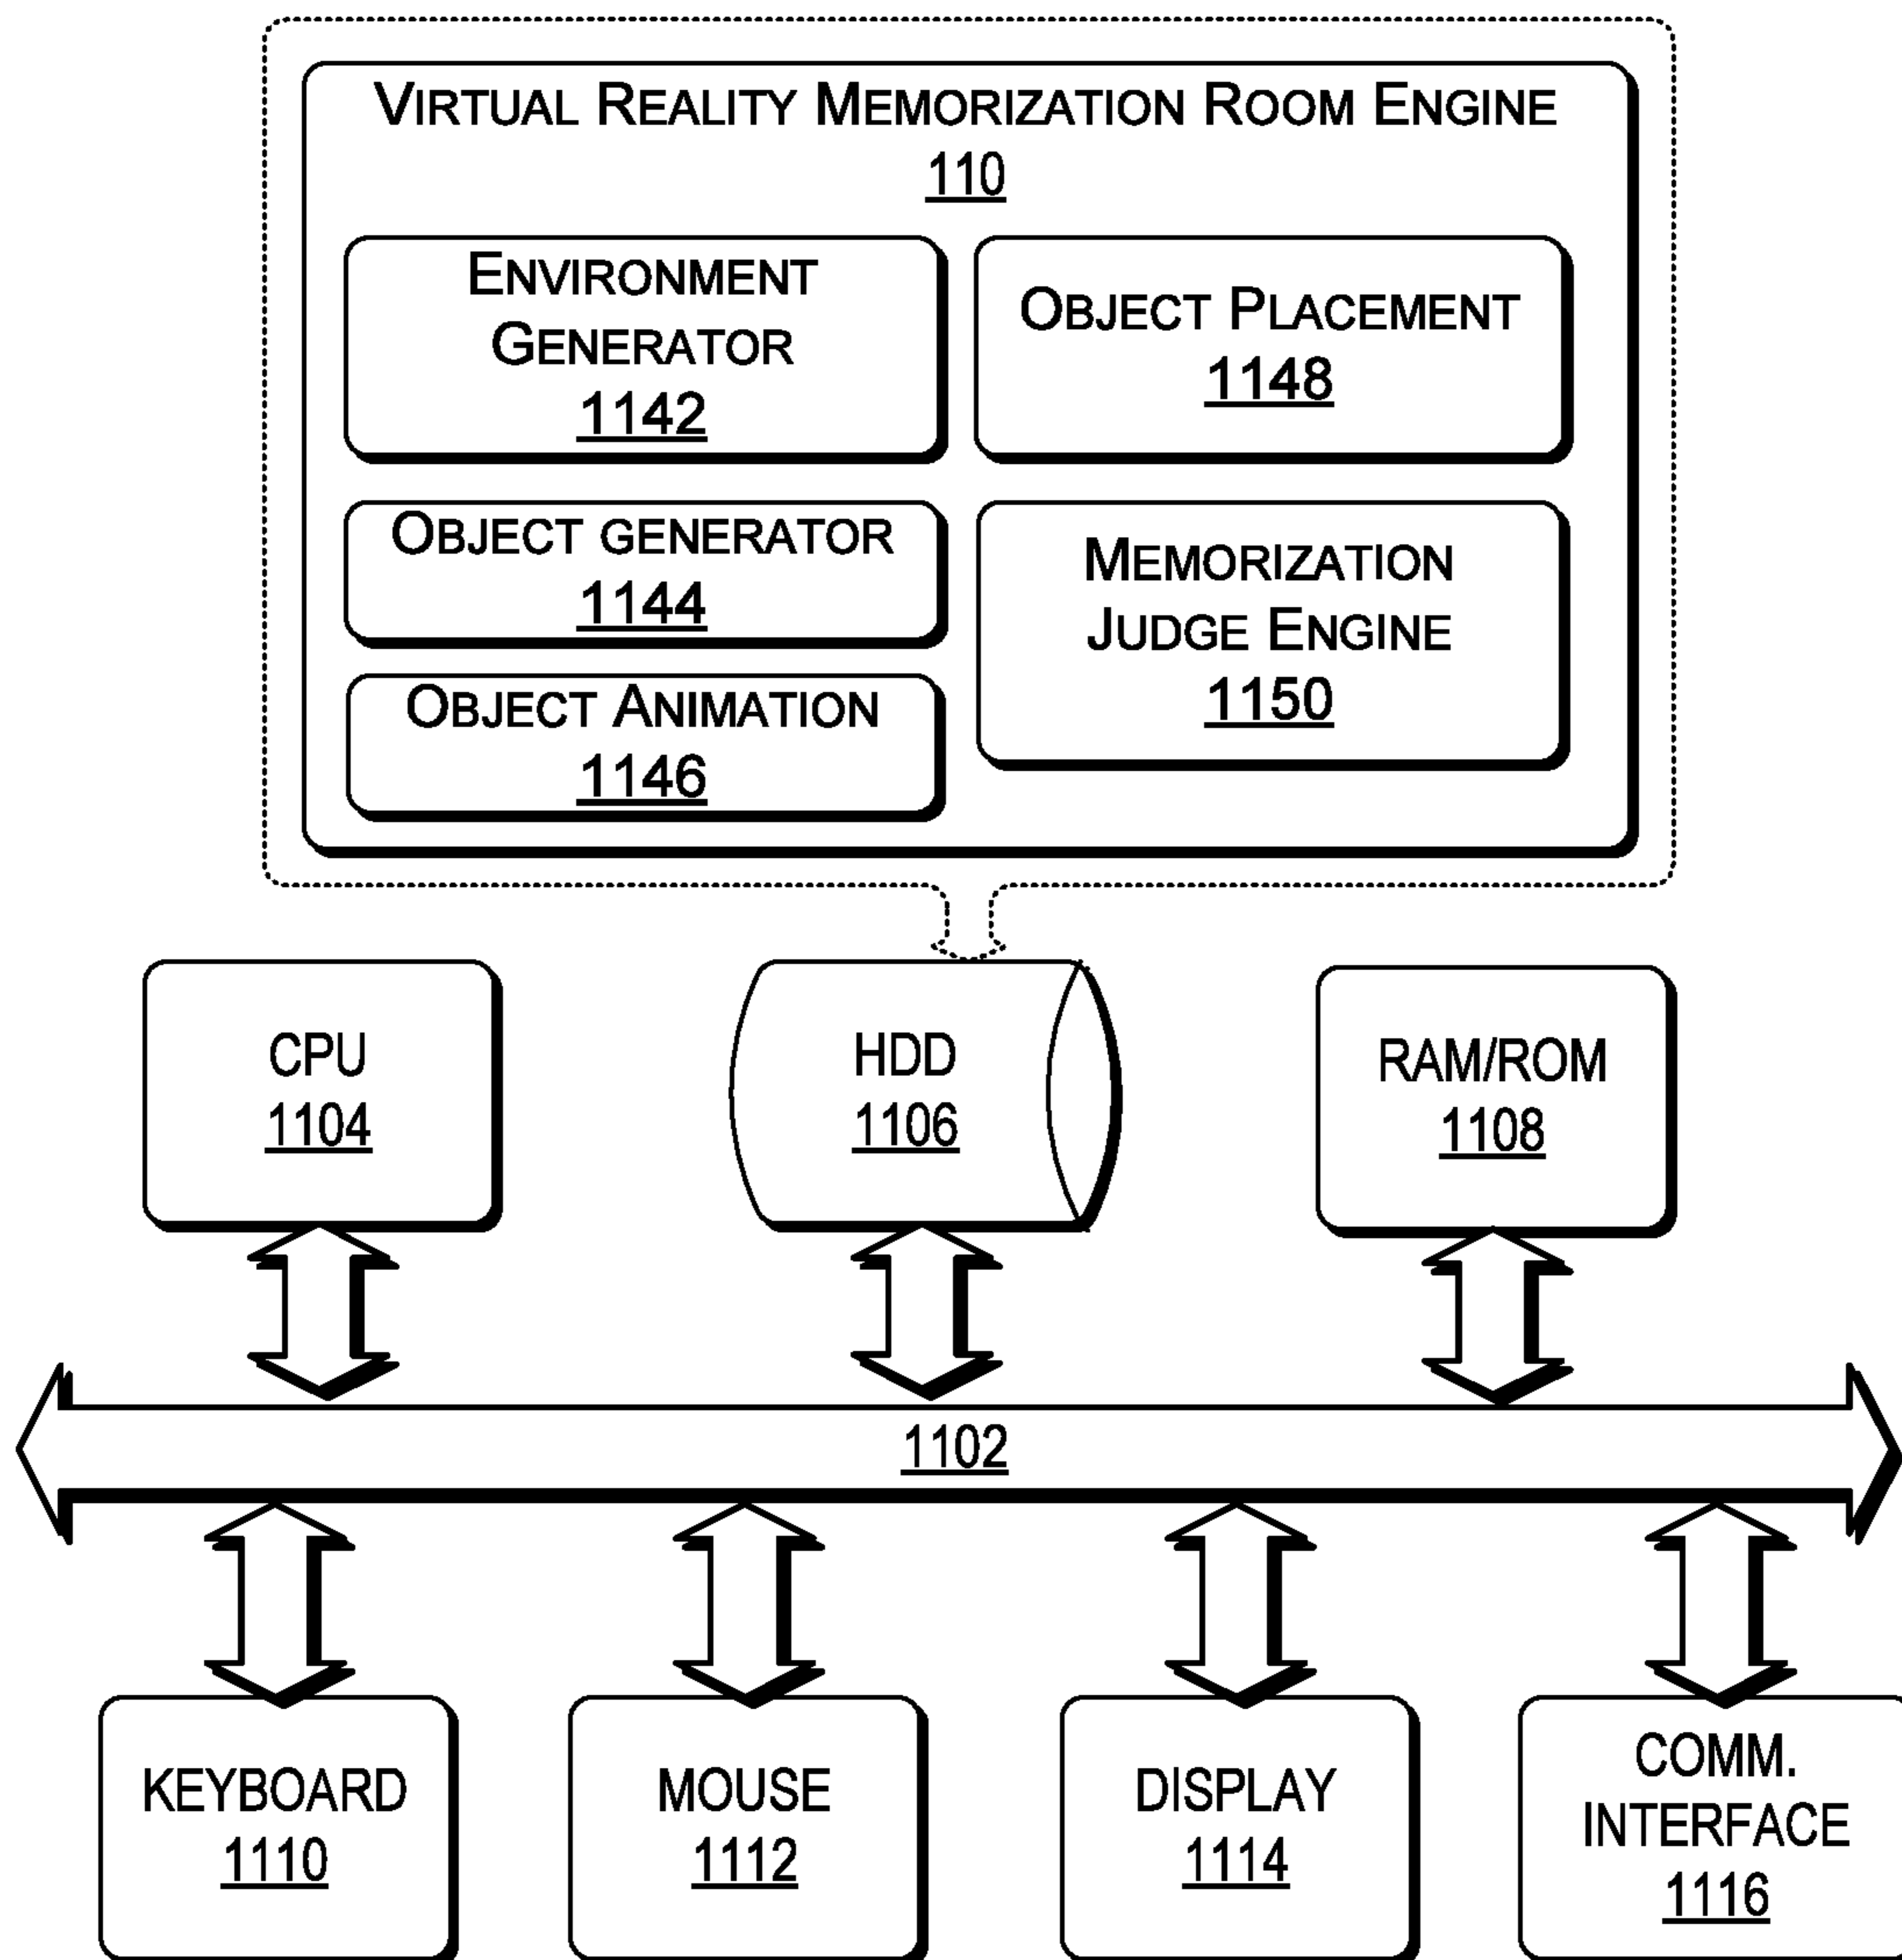 VIRTUAL REALITY MEMORIZATION ROOM ENGINE
110
ENVIRONMENT
GENERATOR
1142
OBJECT PLACEMENT
1148
OBJECT GENERATOR
1144
MEMORIZATION
JUDGE ENGINE
1150
OBJECT ANIMATION
1146
CPU
1104
HDD
1106
RAM/ROM
1108
1102
KEYBOARD
1110
MOUSE
1112
DISPLAY
1114
COMM.
INTERFACE
1116